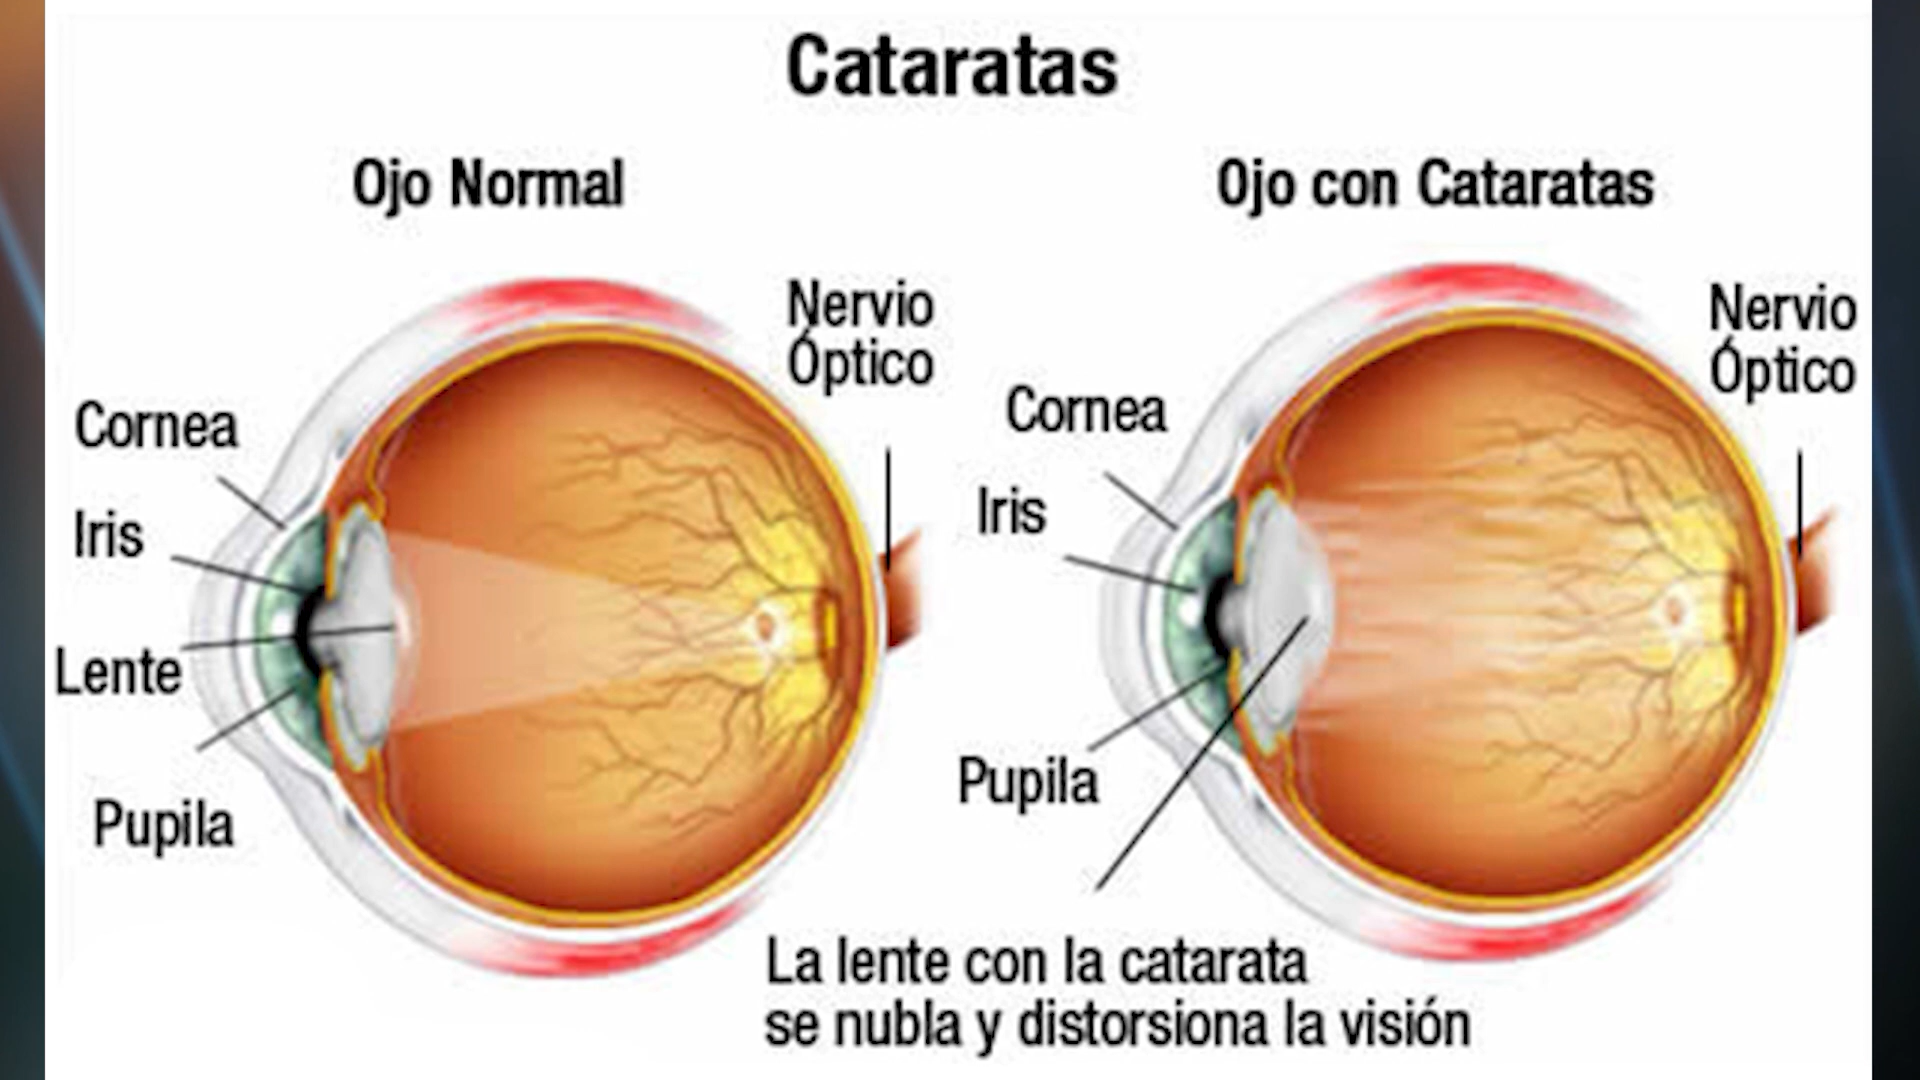 Cataratas
Ojo Normal
Nervio
Óptico
Cornea
Iris
Lente
Pupila
Ojo con Cataratas
Nervio
Óptico
Cornea
Iris
Pupila
La lente con la catarata
se nubla y distorsiona la visión